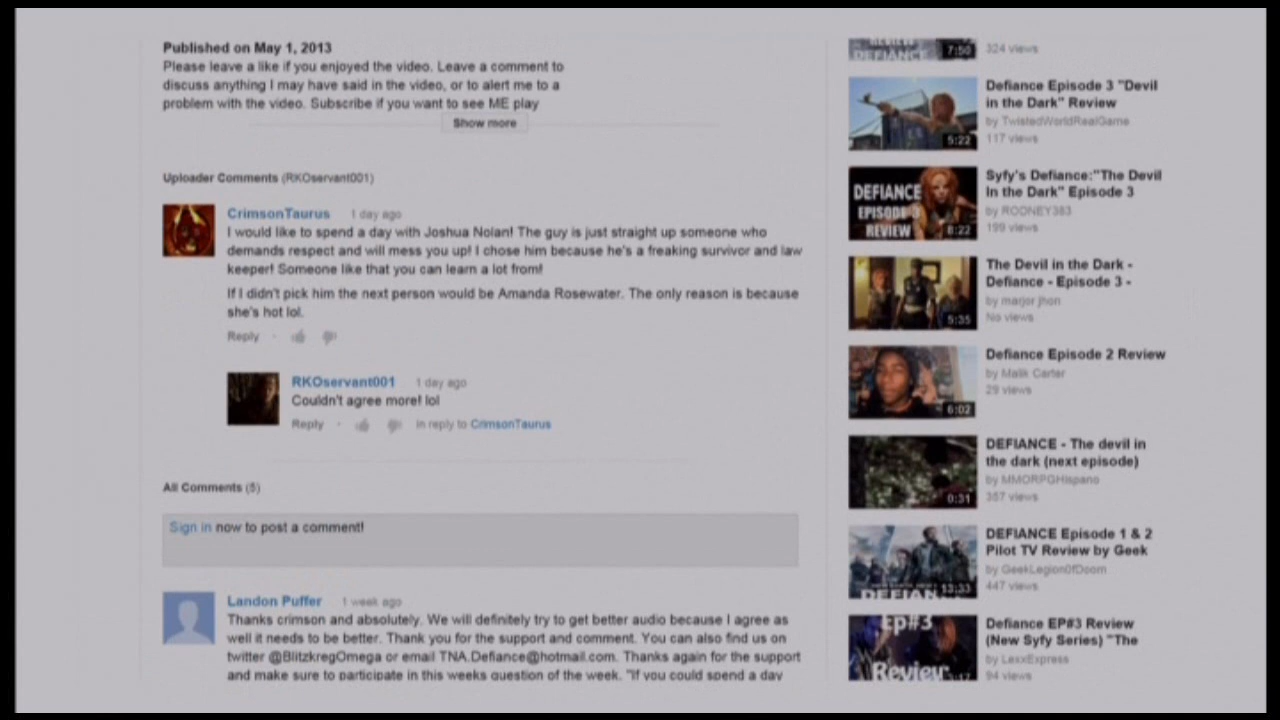 Published on May 1, 2013
Please leave a like if you enjoyed the video. Leave a comment to
discuss anything I may have said in the video, or to alert me to a
problem with the video. Subscribe if you want to see ME play
Show more
Uploader Comments (RKOservant001)
CrimsonTaurus 1 day ago
I would like to spend a day with Joshua Nolan! The guy is just straight up someone who
demands respect and will mess you up! I chose him because he's a freaking survivor and law
keeper! Someone like that you can learn a lot from!
If I didn't pick him the next person would be Amanda Rosewater. The only reason is because
she's hot lol.
Reply
RKOservant001 1 day ago
Couldn't agree more! lol
Reply · in reply to CrimsonTaurus
All Comments (5)
Sign in now to post a comment!
Landon Puffer 1 week ago
Thanks crimson and absolutely. We will definitely try to get better audio because I agree as
well it needs to be better. Thank you for the support and comment. You can also find us on
twitter @BlitzkregOmega or email TNA.Defiance@hotmail.com. Thanks again for the support
and make sure to participate in this weeks question of the week. "If you could spend a day
REVIEW
DEFIANCE
7:50
324 views
5:22
Defiance Episode 3 "Devil
in the Dark" Review
by TwistedWorldRealGame
117 views
DEFIANCE
EPISODE 3
REVIEW
8:22
Syfy's Defiance:"The Devil
In the Dark" Episode 3
by RODNEY383
199 views
5:35
The Devil in the Dark -
Defiance - Episode 3 -
by marjor jhon
No views
6:02
Defiance Episode 2 Review
by Malik Carter
29 views
0:31
DEFIANCE - The devil in
the dark (next episode)
by MMORPGHispano
357 views
DEFIAN
13:33
DEFIANCE Episode 1 & 2
Pilot TV Review by Geek
by GeekLegionOfDoom
447 views
Ep#3
Review
Defiance EP#3 Review
(New Syfy Series) "The
by LexxExpress
94 views